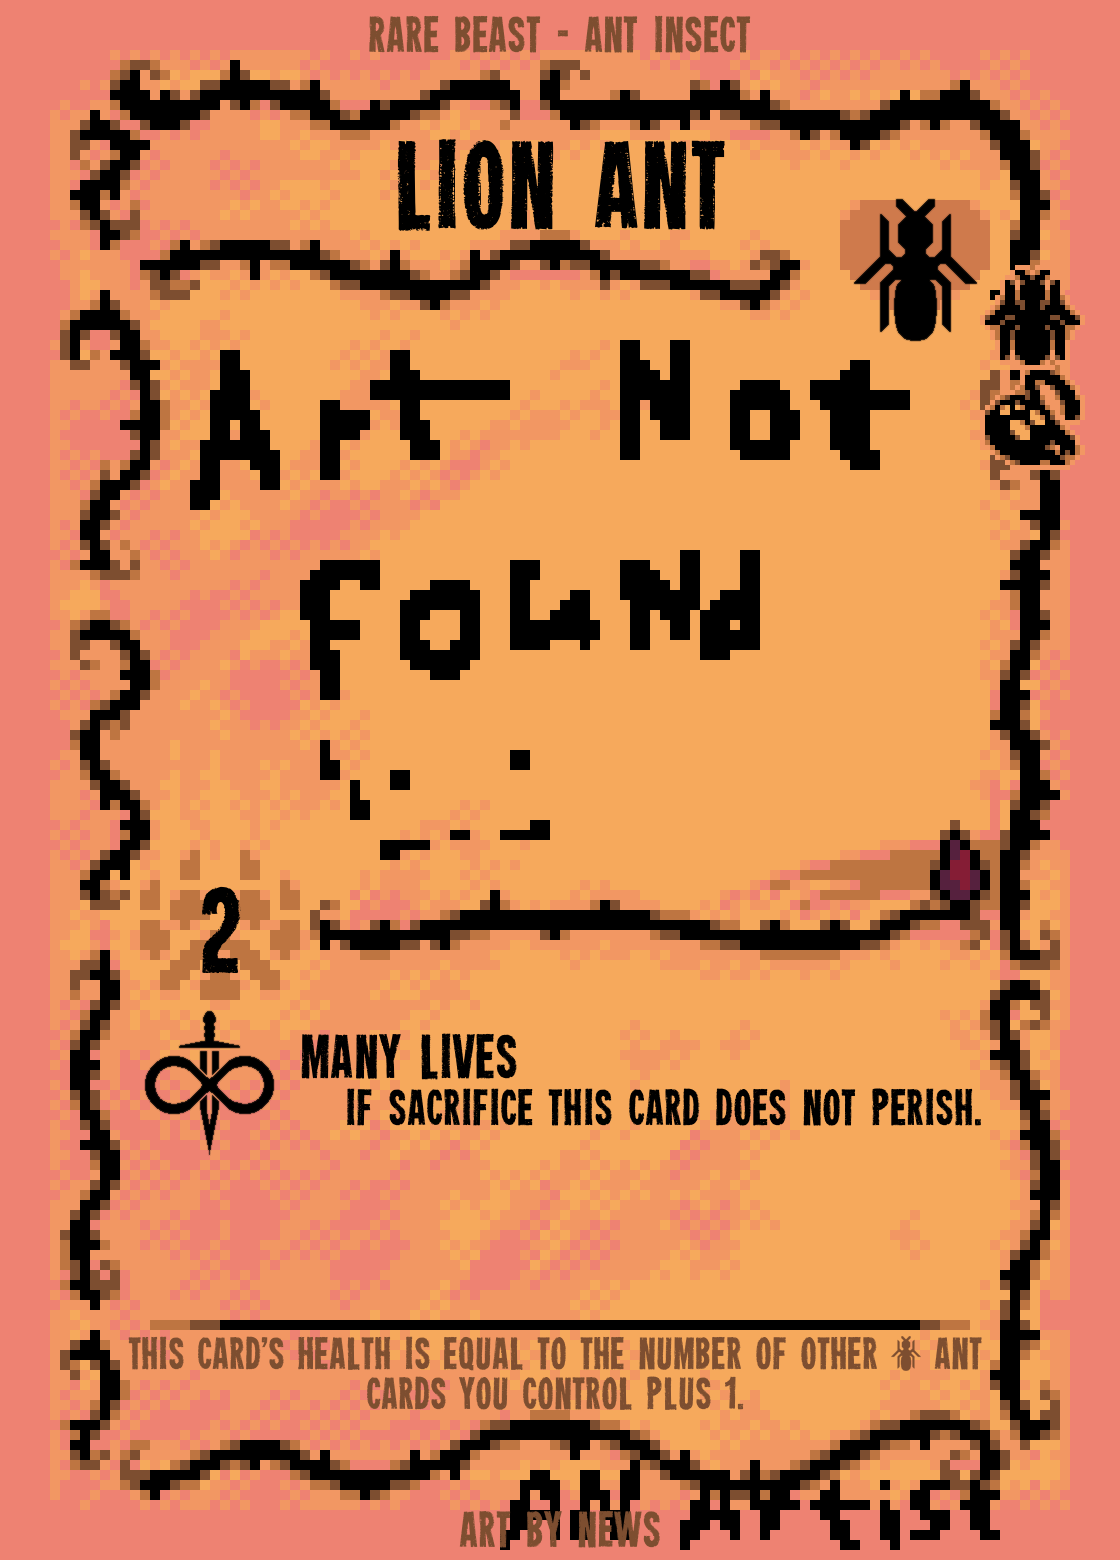 RARE BEAST - ANT INSECT
LION ANT
Art Not
Found
2
MANY LIVES
IF SACRIFICE THIS CARD DOES NOT PERISH.
THIS CARD'S HEALTH IS EQUAL TO THE NUMBER OF OTHER ANT
CARDS YOU CONTROL PLUS 1.
AN Artist
ART BY NEWS